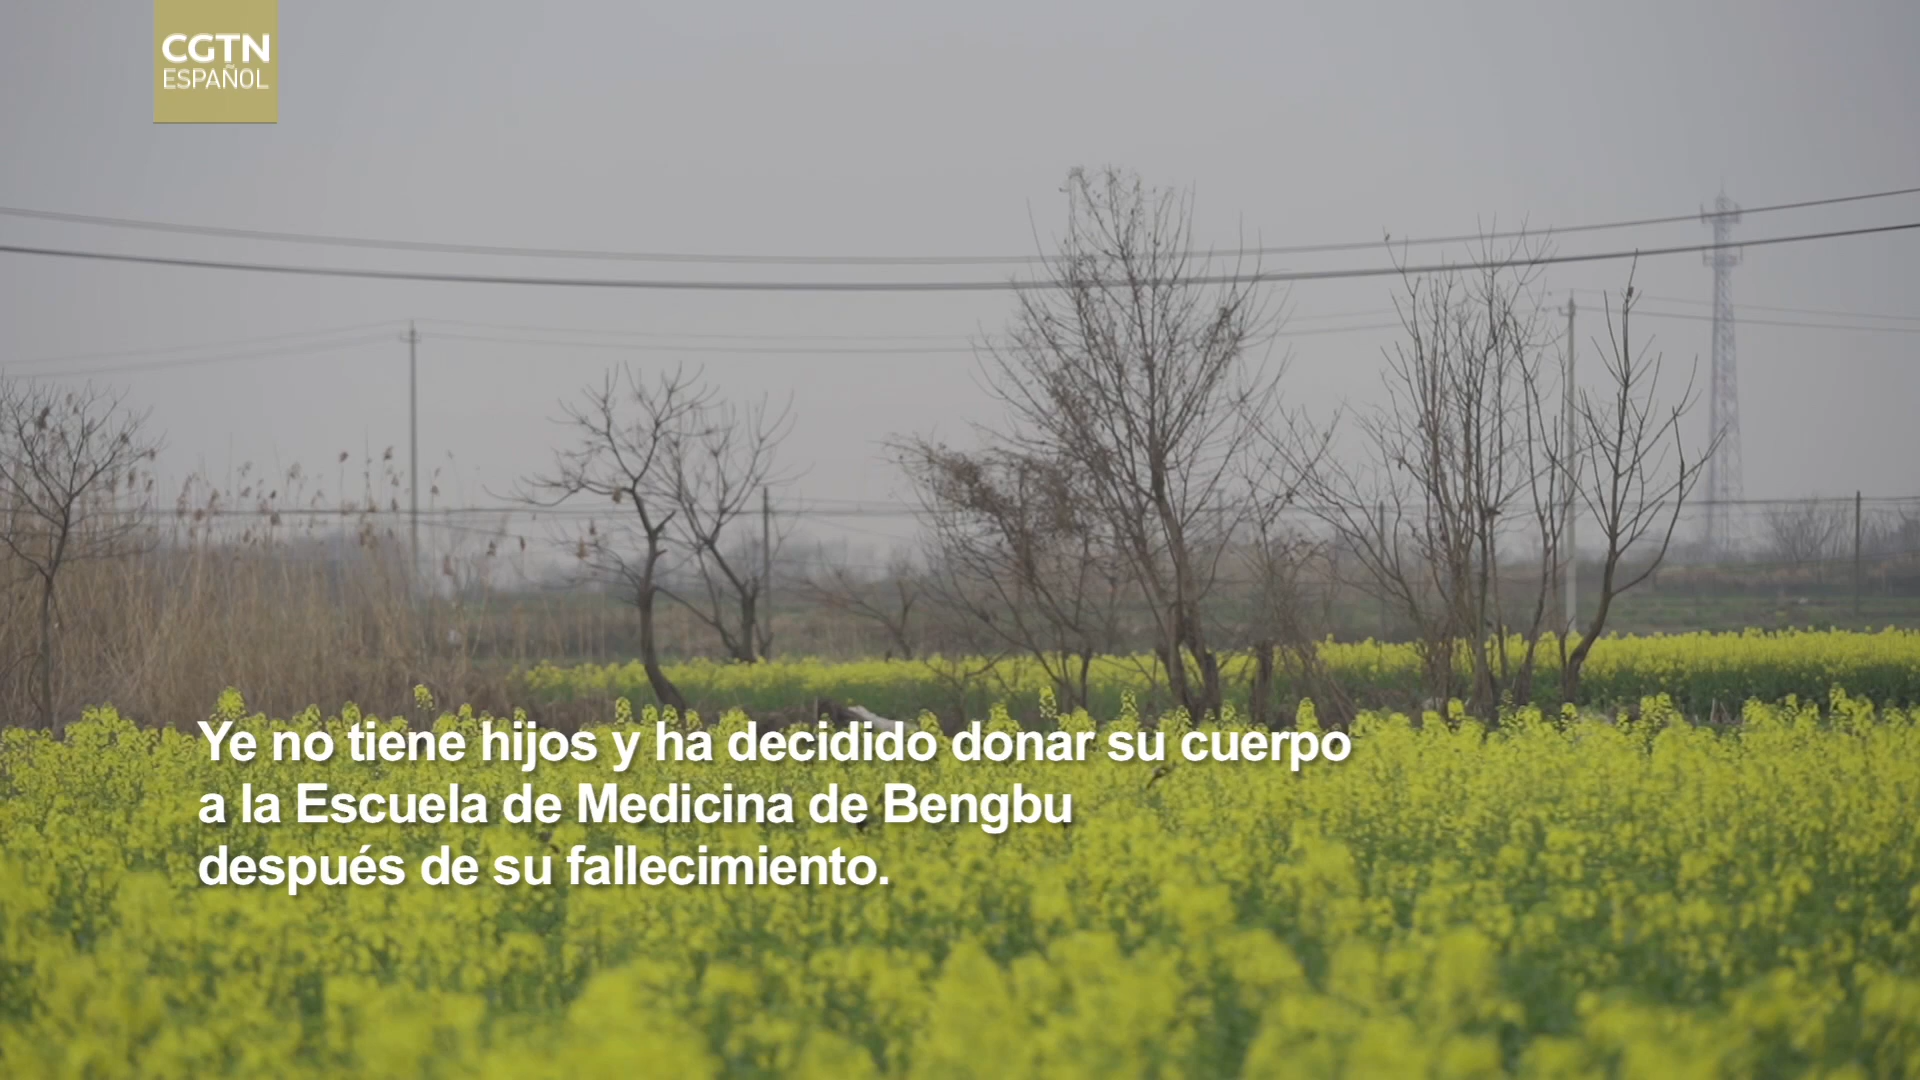 CGTN
ESPAÑOL
Ye no tiene hijos y ha decidido donar su cuerpo
a la Escuela de Medicina de Bengbu
después de su fallecimiento.